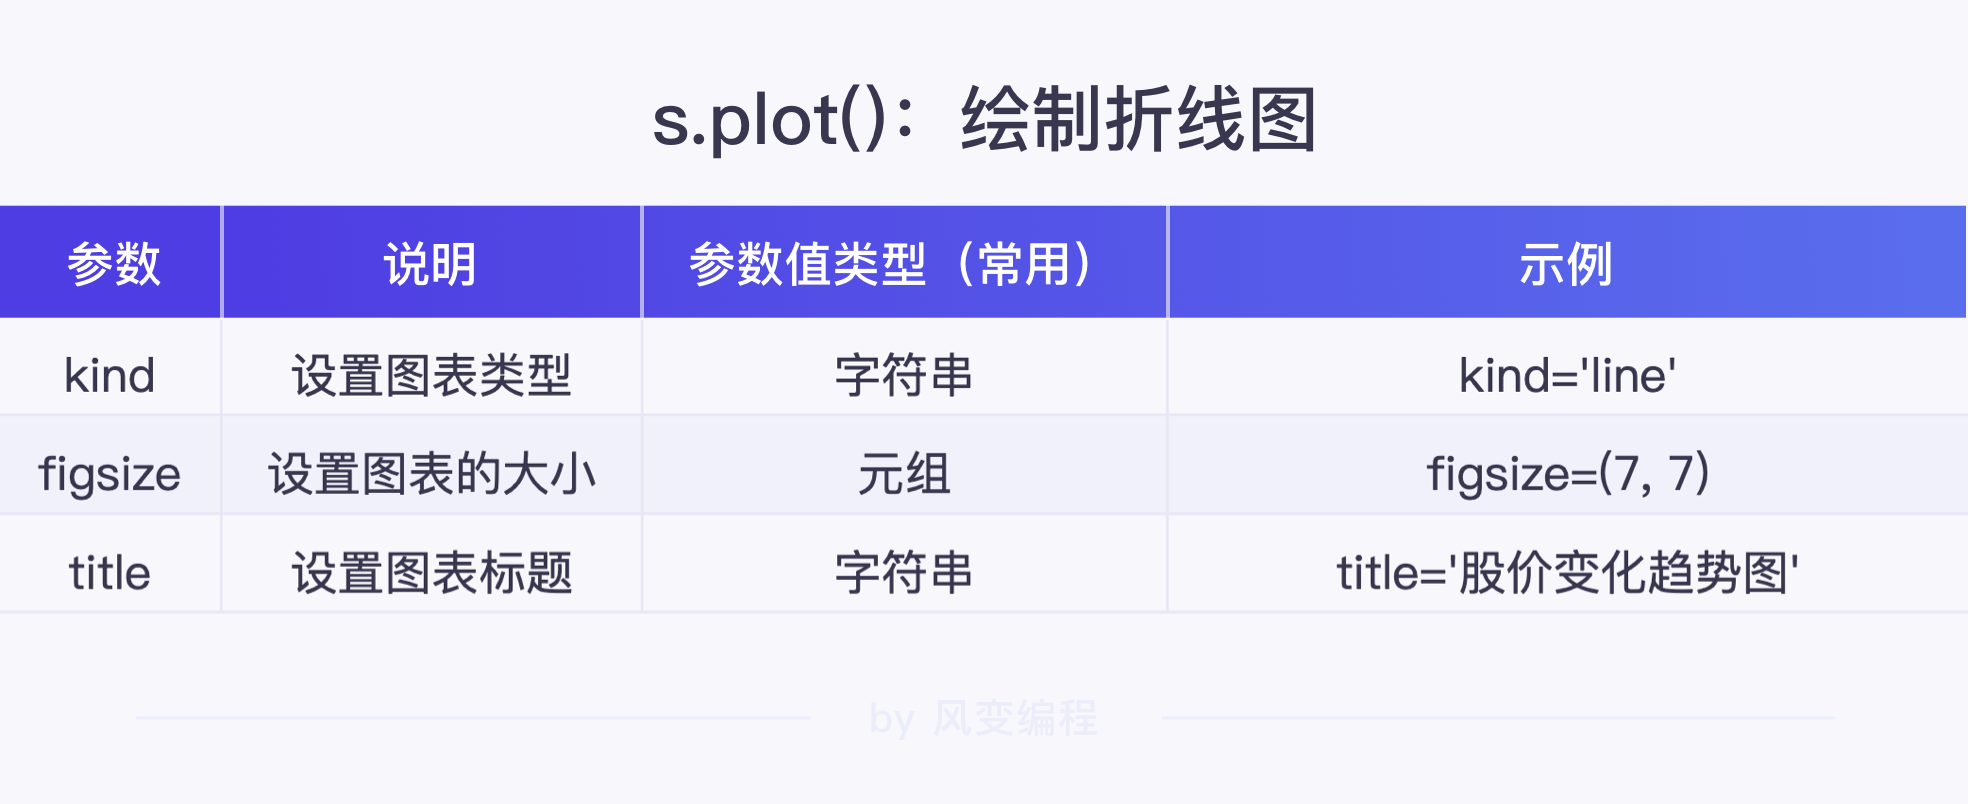 s.plot()：绘制折线图
参数 说明 参数值类型（常用） 示例
kind 设置图表类型 字符串 kind='line'
figsize 设置图表的大小 元组 figsize=(7, 7)
title 设置图表标题 字符串 title='股价变化趋势图'
by 风变编程